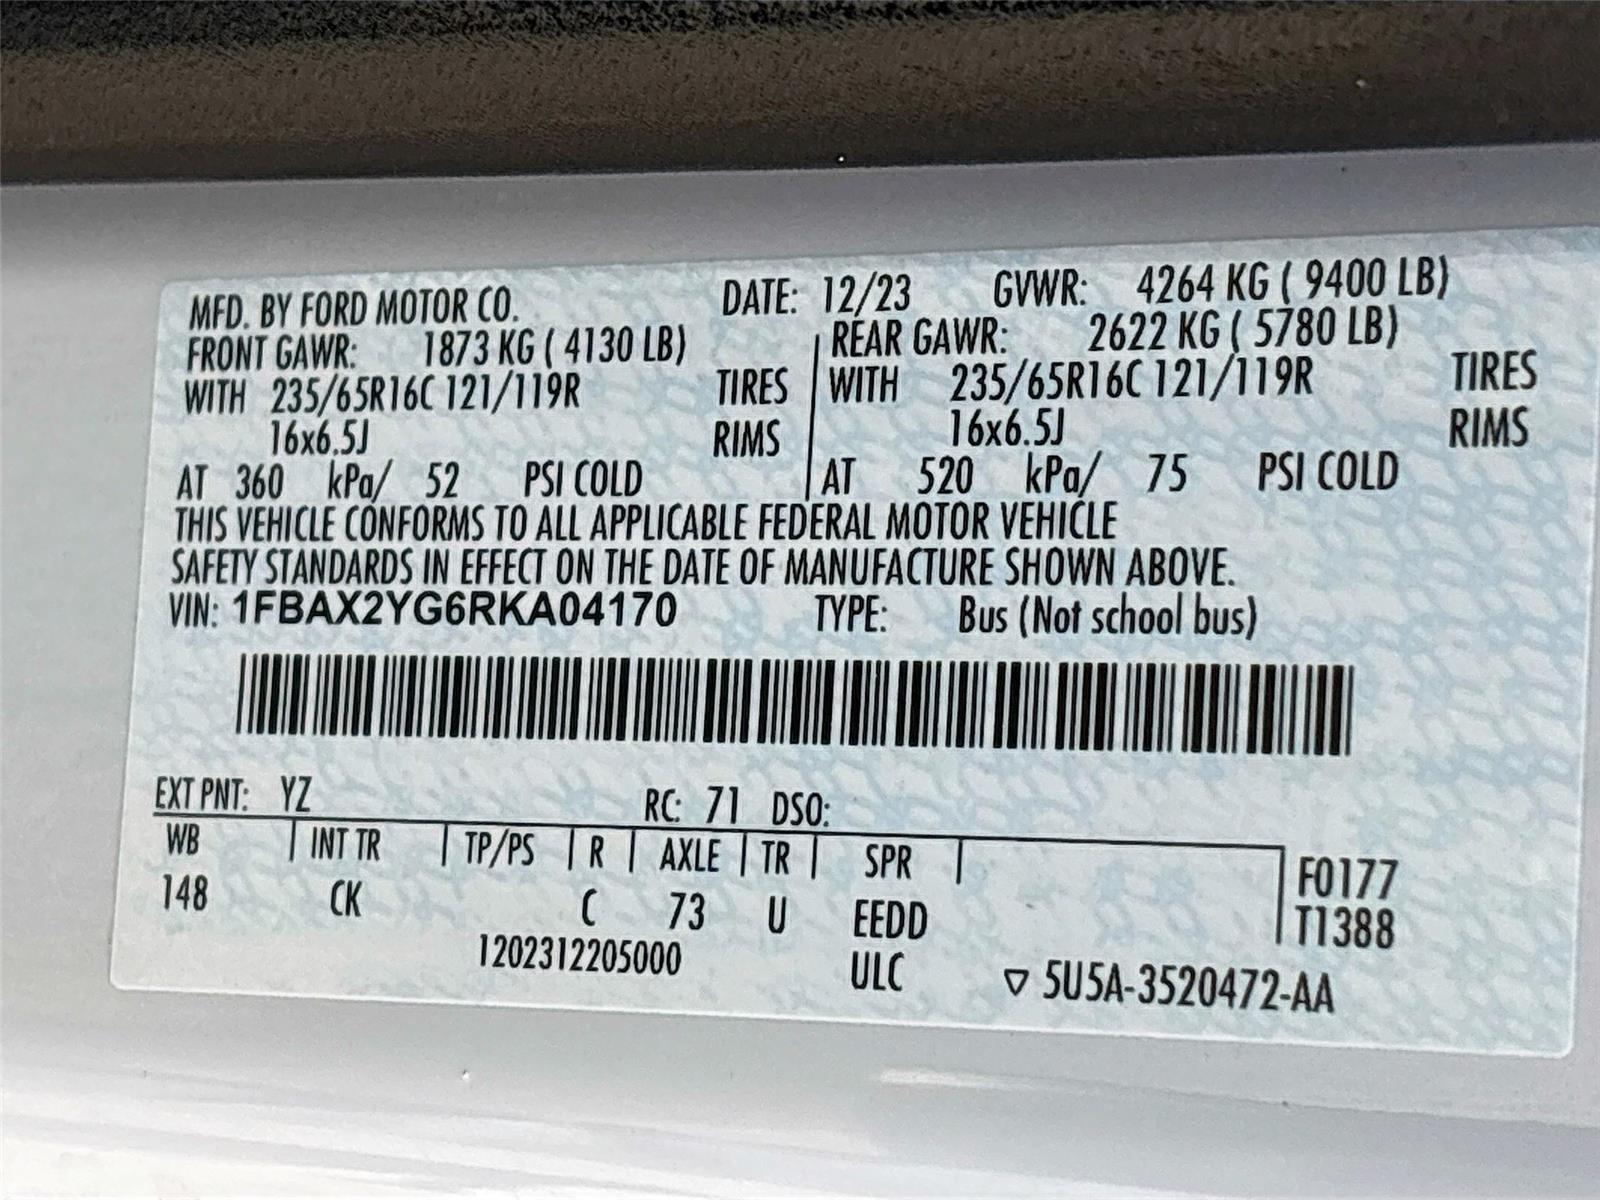 MFD. BY FORD MOTOR CO. DATE: 12/23 GVWR: 4264 KG ( 9400 LB)
FRONT GAWR: 1873 KG ( 4130 LB) REAR GAWR: 2622 KG ( 5780 LB)
WITH 235/65R16C 121/119R TIRES WITH 235/65R16C 121/119R TIRES
16x6.5J RIMS 16x6.5J RIMS
AT 360 kPa/ 52 PSI COLD AT 520 kPa/ 75 PSI COLD
THIS VEHICLE CONFORMS TO ALL APPLICABLE FEDERAL MOTOR VEHICLE
SAFETY STANDARDS IN EFFECT ON THE DATE OF MANUFACTURE SHOWN ABOVE.
VIN: 1FBAX2YG6RKA04170 TYPE: Bus (Not school bus)
EXT PNT: YZ RC: 71 DSO:
WB INT TR TP/PS R AXLE TR SPR F0177
148 CK C 73 U EEDD T1388
1202312205000 ULC ▽ 5U5A-3520472-AA